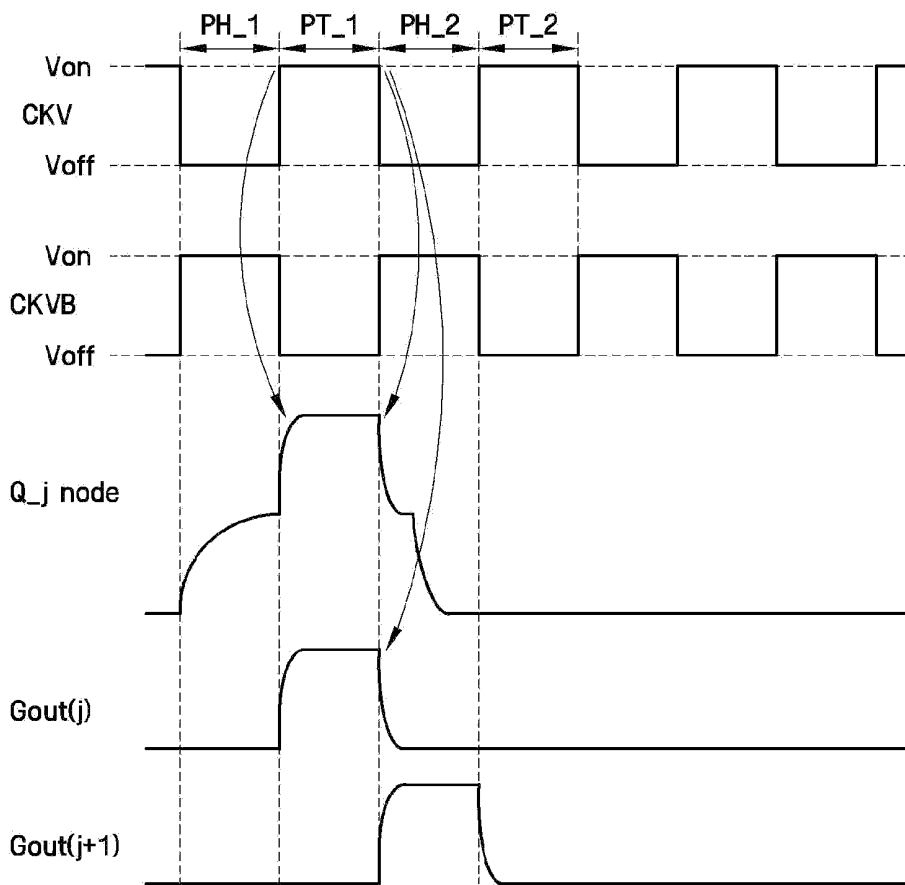 PH_1 PT_1 PH_2 PT_2
Von
CKV
Voff
Von
CKVB
Voff
Q_j node
Gout(j)
Gout(j+1)